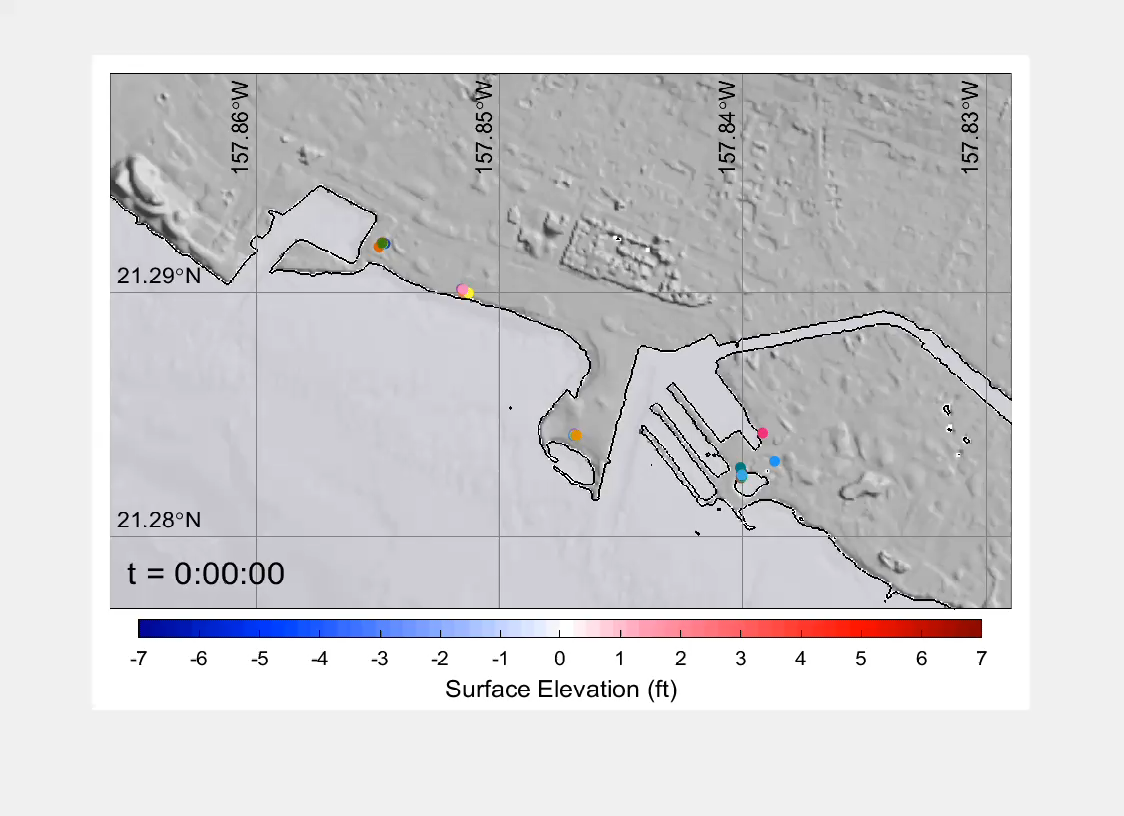 157.86°W
157.85°W
157.84°W
157.83°W
21.29°N
21.28°N
t = 0:00:00
-7 -6 -5 -4 -3 -2 -1 0 1 2 3 4 5 6 7
Surface Elevation (ft)